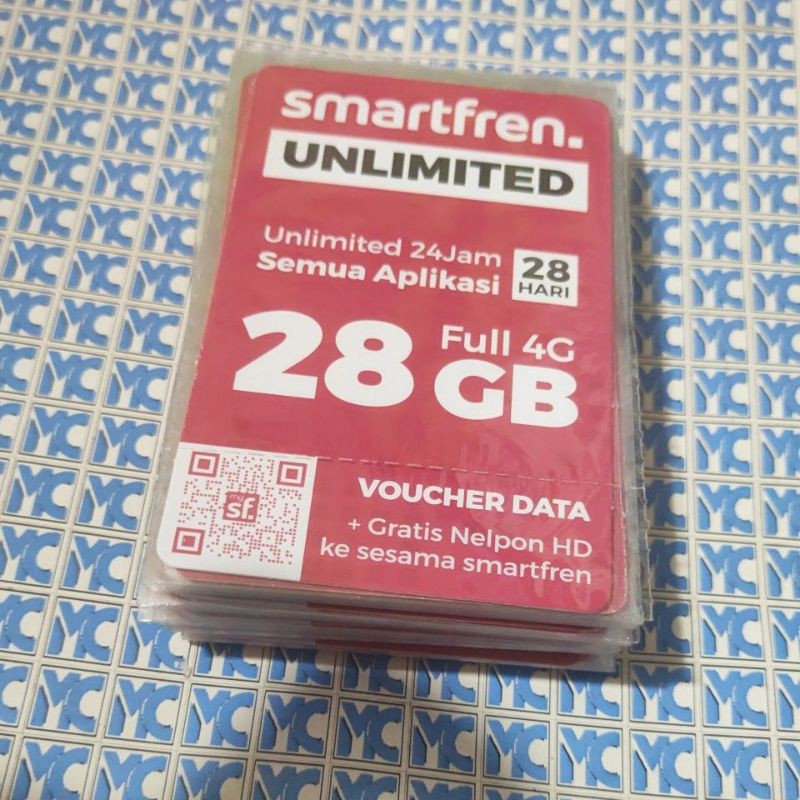 smartfren.
UNLIMITED
Unlimited 24Jam
Semua Aplikasi
28
HARI
28 GB
Full 4G
my
sf.
VOUCHER DATA
+ Gratis Nelpon HD
ke sesama smartfren
YC